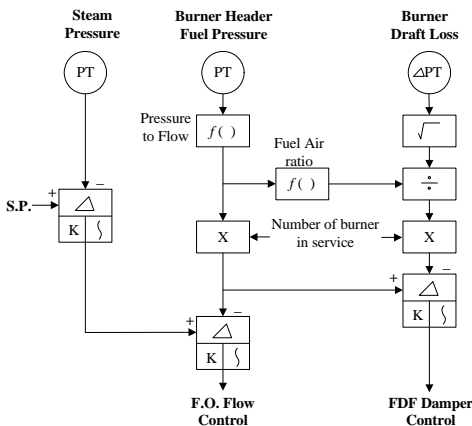 Steam
Pressure
Burner Header
Fuel Pressure
Burner
Draft Loss
PT
PT
△PT
Pressure
to Flow
f( )
√
Fuel Air
ratio
f( )
÷
S.P.
+
−
△
K ∫
X
Number of burner
in service
X
+
−
△
K ∫
+
−
△
K ∫
F.O. Flow
Control
FDF Damper
Control